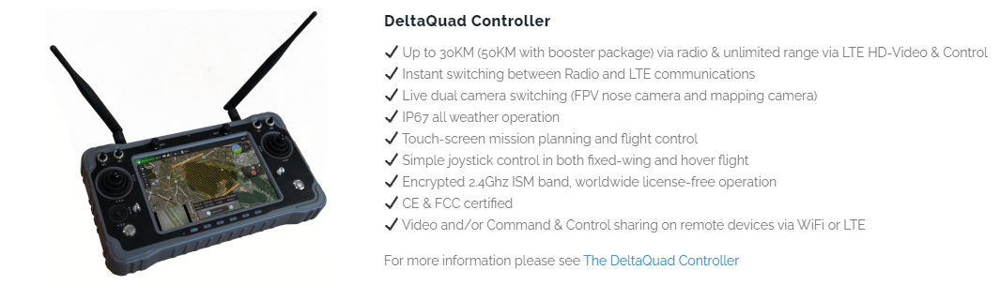 DeltaQuad Controller
✓ Up to 30KM (50KM with booster package) via radio & unlimited range via LTE HD-Video & Control
✓ Instant switching between Radio and LTE communications
✓ Live dual camera switching (FPV nose camera and mapping camera)
✓ IP67 all weather operation
✓ Touch-screen mission planning and flight control
✓ Simple joystick control in both fixed-wing and hover flight
✓ Encrypted 2.4Ghz ISM band, worldwide license-free operation
✓ CE & FCC certified
✓ Video and/or Command & Control sharing on remote devices via WiFi or LTE
For more information please see The DeltaQuad Controller